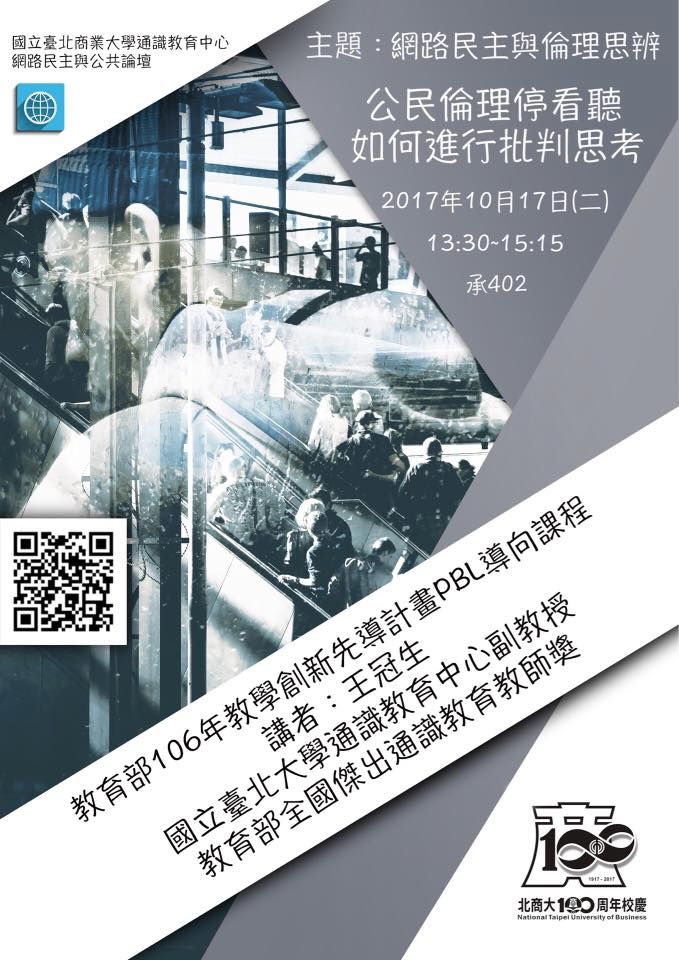 國立臺北商業大學通識教育中心
網路民主與公共論壇
主題：網路民主與倫理思辨
公民倫理停看聽
如何進行批判思考
2017年10月17日(二)
13:30~15:15
承402
教育部106年教學創新先導計畫PBL導向課程
講者：王冠生
國立臺北大學通識教育中心副教授
教育部全國傑出通識教育教師獎
100
1917-2017
北商大100周年校慶
National Taipei University of Business